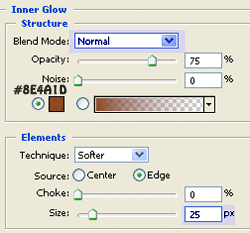 Inner Glow
Structure
Blend Mode: Normal
Opacity: 75 %
Noise: 0 %
#8E4A1D
Elements
Technique: Softer
Source: Center Edge
Choke: 0 %
Size: 25 px